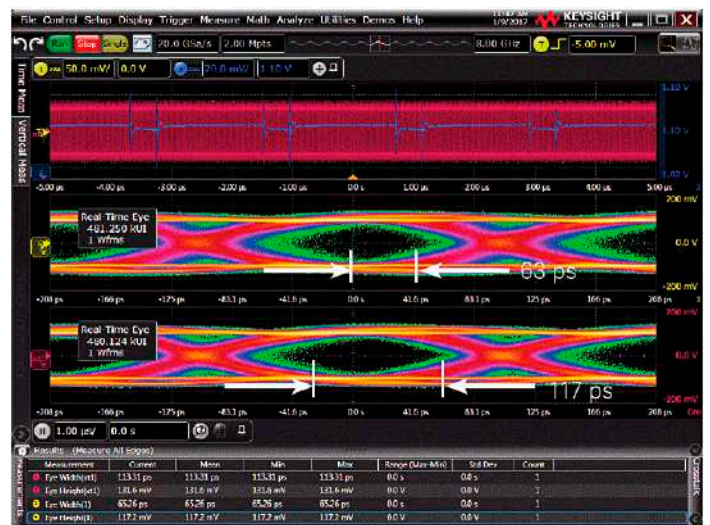 File Control Setup Display Trigger Measure Math Analyze Utilities Demos Help
1/9/2017
KEYSIGHT
TECHNOLOGIES
Run Stop Single 20.0 GSa/s 2.00 Mpts 8.00 GHz T -5.00 mV
1 50.0 mV/ 0.0 V 20.0 mV/ 1.10 V
Time Meas
Vertical Meas
1.10 V
-5.00 µs -4.00 µs -3.00 µs -2.00 µs -1.00 µs 0.0 s 1.00 µs 2.00 µs 3.00 µs 4.00 µs 5.00 µs
200 mV
Real-Time Eye
481.250 kUI
1 Wfms
0.0 V
63 ps
-200 mV
-208 ps -166 ps -125 ps -83.3 ps -41.6 ps 0.0 s 41.6 ps 83.3 ps 125 ps 166 ps 208 ps
200 mV
Real-Time Eye
480.124 kUI
1 Wfms
0.0 V
117 ps
-200 mV
-208 ps -166 ps -125 ps -83.3 ps -41.6 ps 0.0 s 41.6 ps 83.3 ps 125 ps 166 ps 208 ps
H 1.00 µs/ 0.0 s
Results (Measure All Edges)
Measurement Current Mean Min Max Range (Max-Min) Std Dev Count
Eye Width 113.31 ps 113.31 ps 113.31 ps 113.31 ps 0.0 s 0.0 s 1
Eye Height 131.6 mV 131.6 mV 131.6 mV 131.6 mV 0.0 V 0.0 V 1
Eye Width(1) 65.26 ps 65.26 ps 65.26 ps 65.26 ps 0.0 s 0.0 s 1
Eye Height(1) 117.2 mV 117.2 mV 117.2 mV 117.2 mV 0.0 V 0.0 V 1